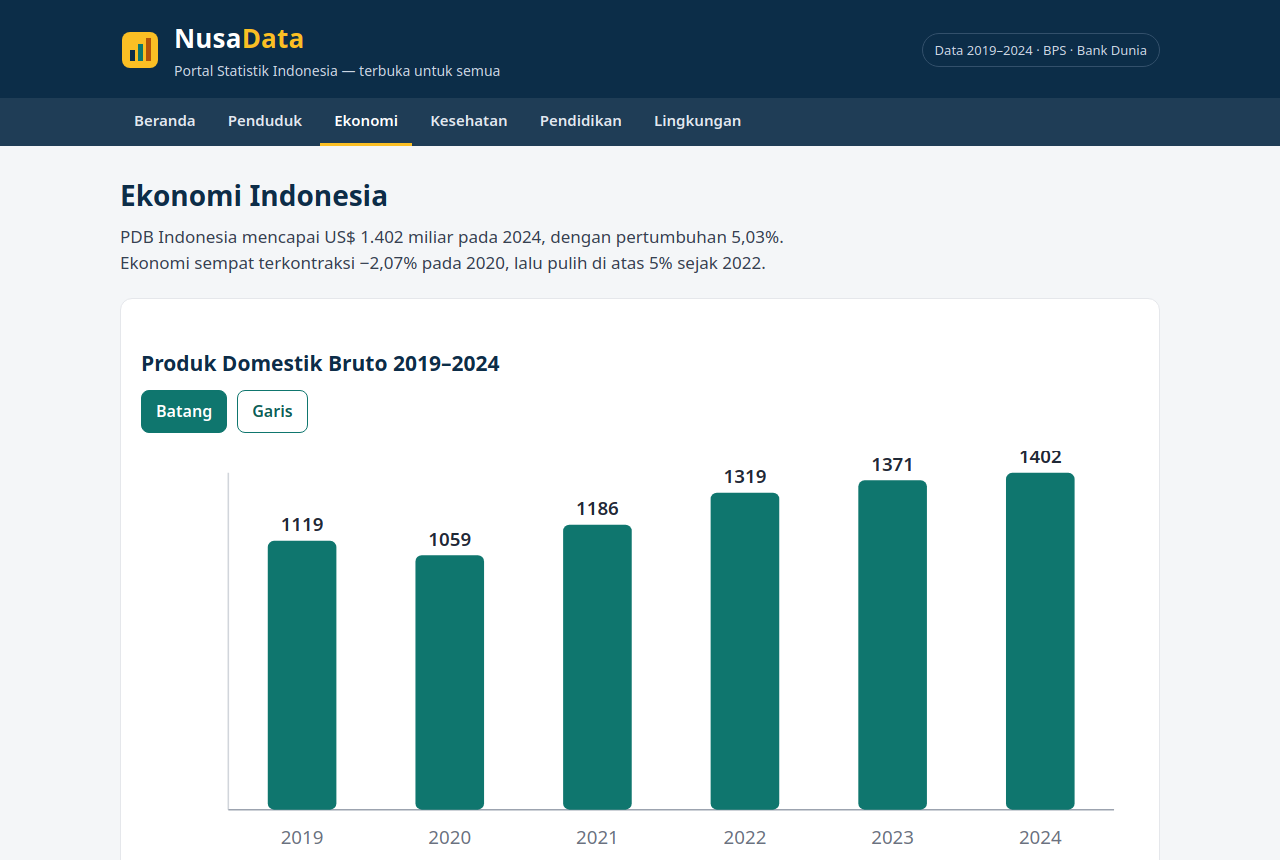 NusaData
Portal Statistik Indonesia — terbuka untuk semua
Data 2019–2024 · BPS · Bank Dunia
Beranda Penduduk Ekonomi Kesehatan Pendidikan Lingkungan
Ekonomi Indonesia
PDB Indonesia mencapai US$ 1.402 miliar pada 2024, dengan pertumbuhan 5,03%.
Ekonomi sempat terkontraksi −2,07% pada 2020, lalu pulih di atas 5% sejak 2022.
Produk Domestik Bruto 2019–2024
Batang Garis
1119 1059 1186 1319 1371 1402
2019 2020 2021 2022 2023 2024